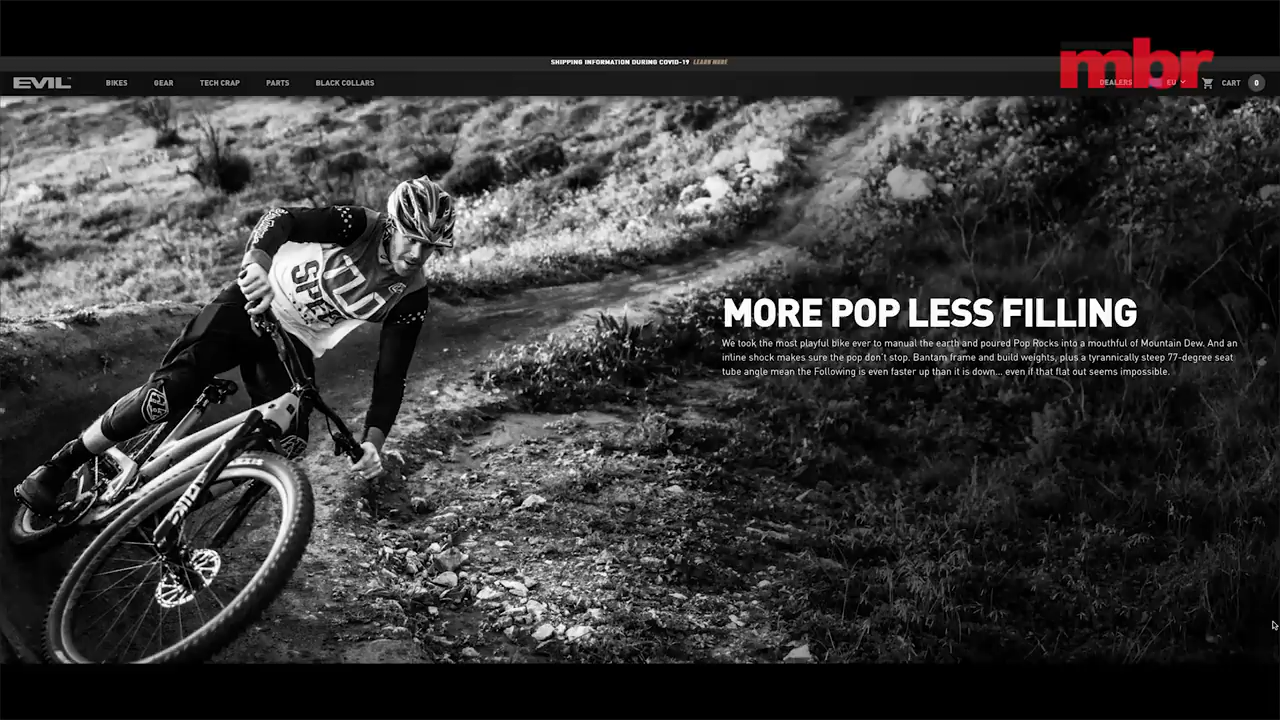 mbr
SHIPPING INFORMATION DURING COVID-19 LEARN MORE
EVIL
BIKES GEAR TECH CRAP PARTS BLACK COLLARS DEALERS EU CART 0
MORE POP LESS FILLING
We took the most playful bike ever to manual the earth and poured Pop Rocks into a mouthful of Mountain Dew. And an
inline shock makes sure the pop don't stop. Bantam frame and build weights, plus a tyrannically steep 77-degree seat
tube angle mean the Following is even faster up than it is down... even if that flat out seems impossible.
TLD